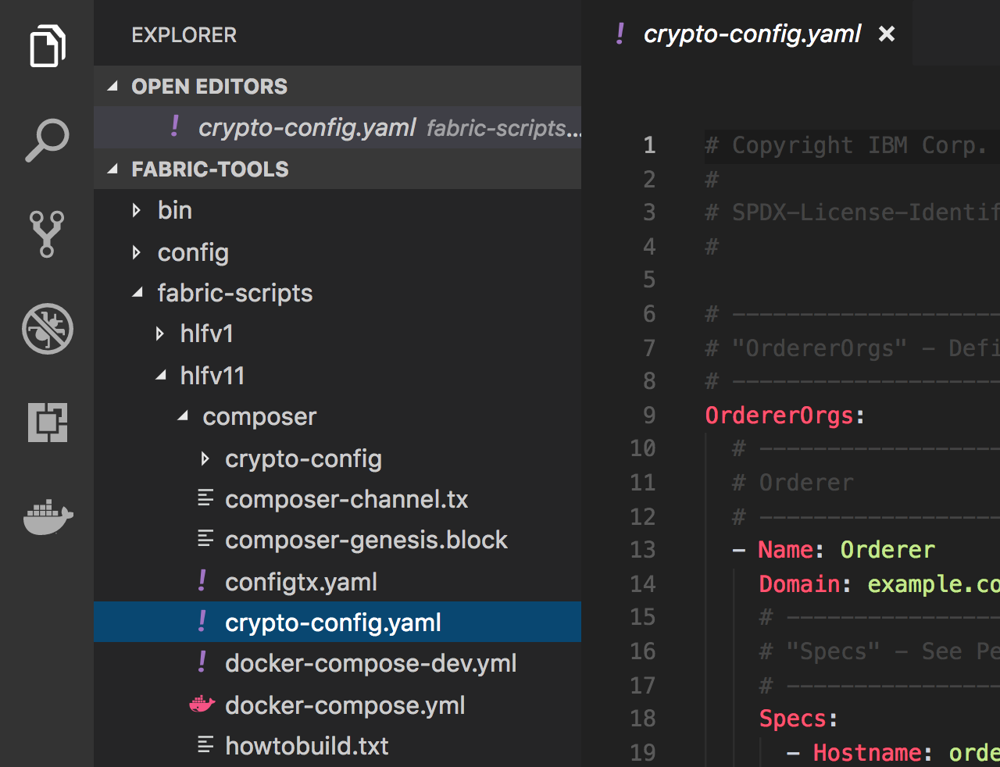 EXPLORER
OPEN EDITORS
! crypto-config.yaml fabric-scripts...
FABRIC-TOOLS
bin
config
fabric-scripts
hlfv1
hlfv11
composer
crypto-config
composer-channel.tx
composer-genesis.block
! configtx.yaml
! crypto-config.yaml
! docker-compose-dev.yml
docker-compose.yml
howtobuild.txt
! crypto-config.yaml ×
1 # Copyright IBM Corp.
2 #
3 # SPDX-License-Identif
4 #
5
6 # --------------------
7 # "OrdererOrgs" - Defi
8 # --------------------
9 OrdererOrgs:
10 # ------------------
11 # Orderer
12 # ------------------
13 - Name: Orderer
14 Domain: example.co
15 # ----------------
16 # "Specs" - See Pe
17 # ----------------
18 Specs:
19 - Hostname: orde